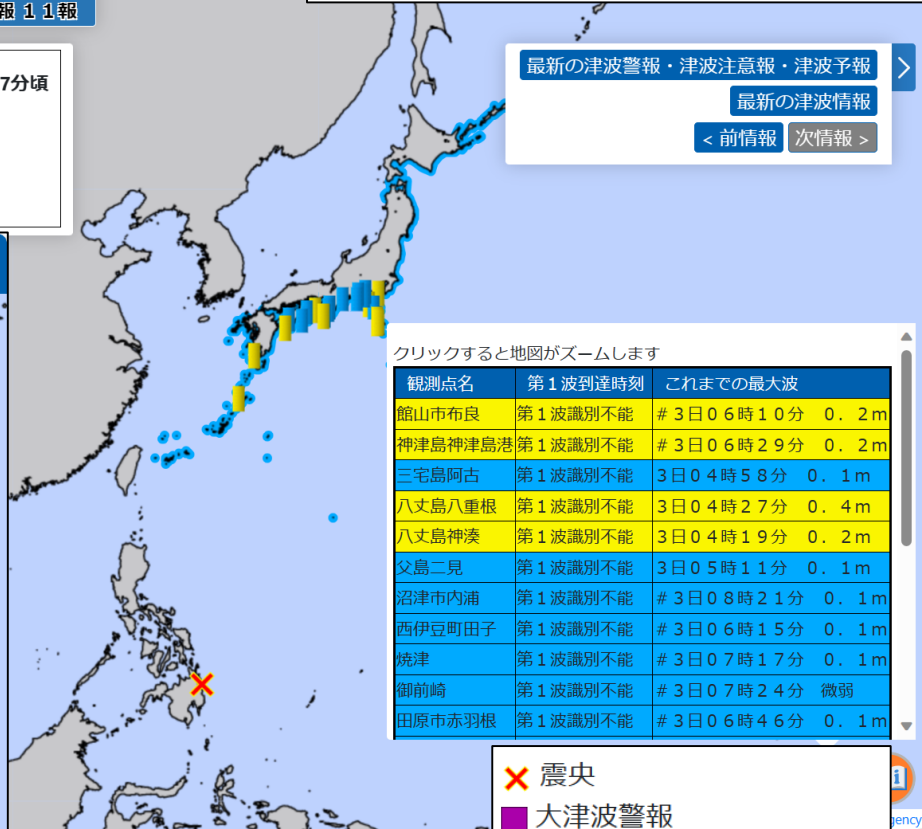 報 11報
7分頃
最新の津波警報・津波注意報・津波予報
最新の津波情報
< 前情報 次情報 >
クリックすると地図がズームします
観測点名 第1波到達時刻 これまでの最大波
館山市布良 第1波識別不能 #3日06時10分 0.2m
神津島神津島港 第1波識別不能 #3日06時29分 0.2m
三宅島阿古 第1波識別不能 3日04時58分 0.1m
八丈島八重根 第1波識別不能 3日04時27分 0.4m
八丈島神湊 第1波識別不能 3日04時19分 0.2m
父島二見 第1波識別不能 3日05時11分 0.1m
沼津市内浦 第1波識別不能 #3日08時21分 0.1m
西伊豆町田子 第1波識別不能 #3日06時15分 0.1m
焼津 第1波識別不能 #3日07時17分 0.1m
御前崎 第1波識別不能 #3日07時24分 微弱
田原市赤羽根 第1波識別不能 #3日06時46分 0.1m
震央
大津波警報
gency